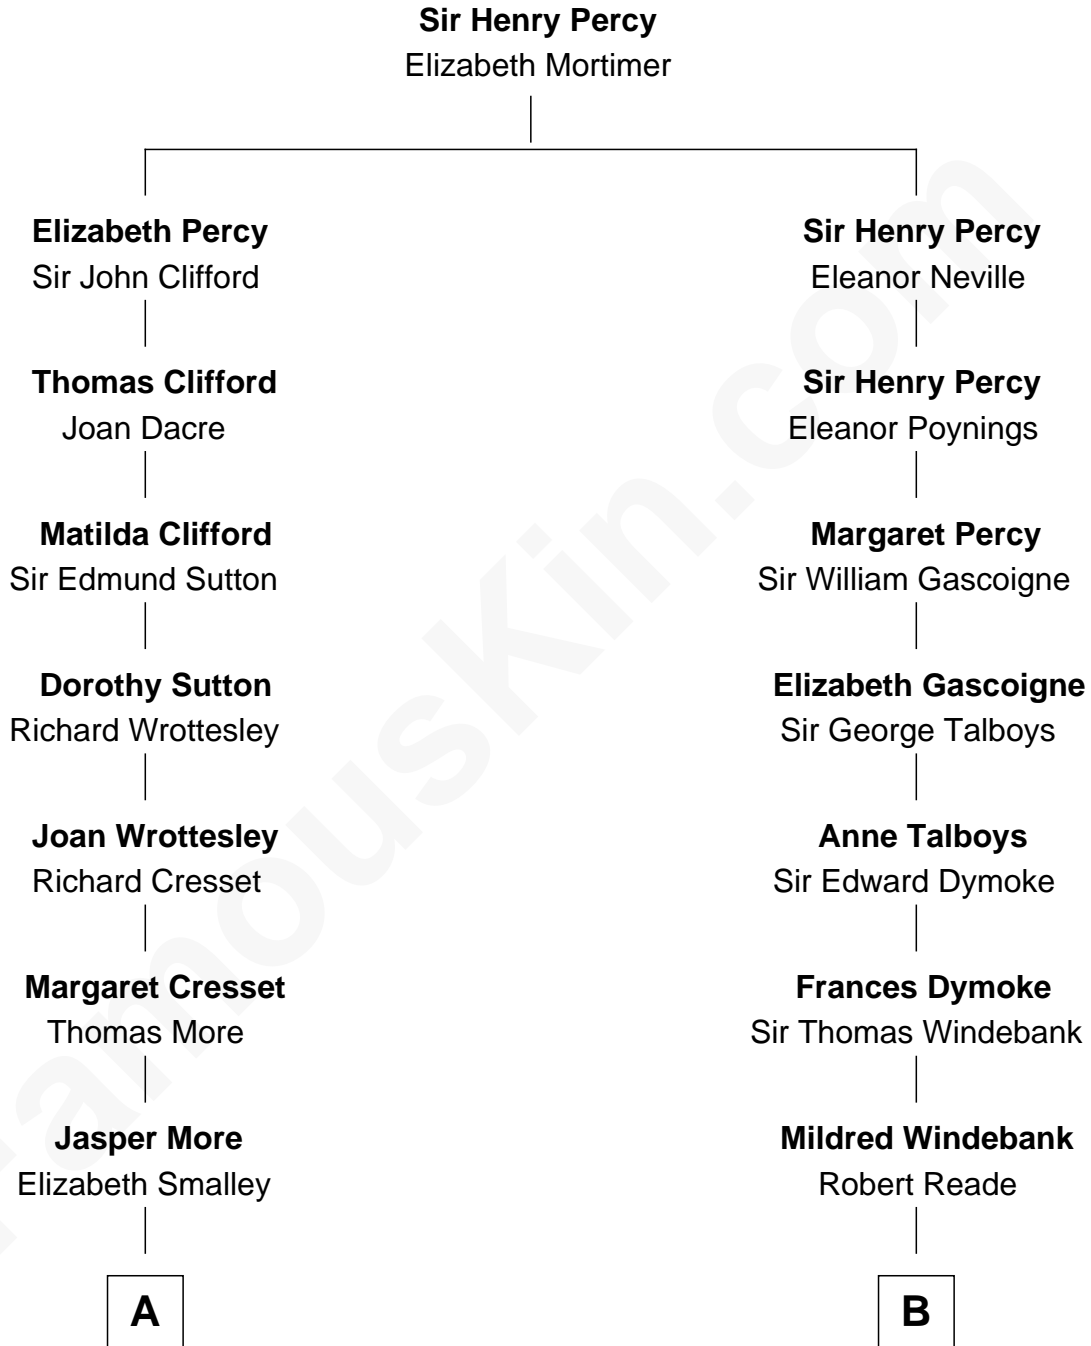 Sir Henry Percy
Elizabeth Mortimer
Elizabeth Percy
Sir John Clifford
Sir Henry Percy
Eleanor Neville
Thomas Clifford
Joan Dacre
Sir Henry Percy
Eleanor Poynings
Matilda Clifford
Sir Edmund Sutton
Margaret Percy
Sir William Gascoigne
Dorothy Sutton
Richard Wrottesley
Elizabeth Gascoigne
Sir George Talboys
Joan Wrottesley
Richard Cresset
Anne Talboys
Sir Edward Dymoke
Margaret Cresset
Thomas More
Frances Dymoke
Sir Thomas Windebank
Jasper More
Elizabeth Smalley
Mildred Windebank
Robert Reade
A
B
FamousKin.com